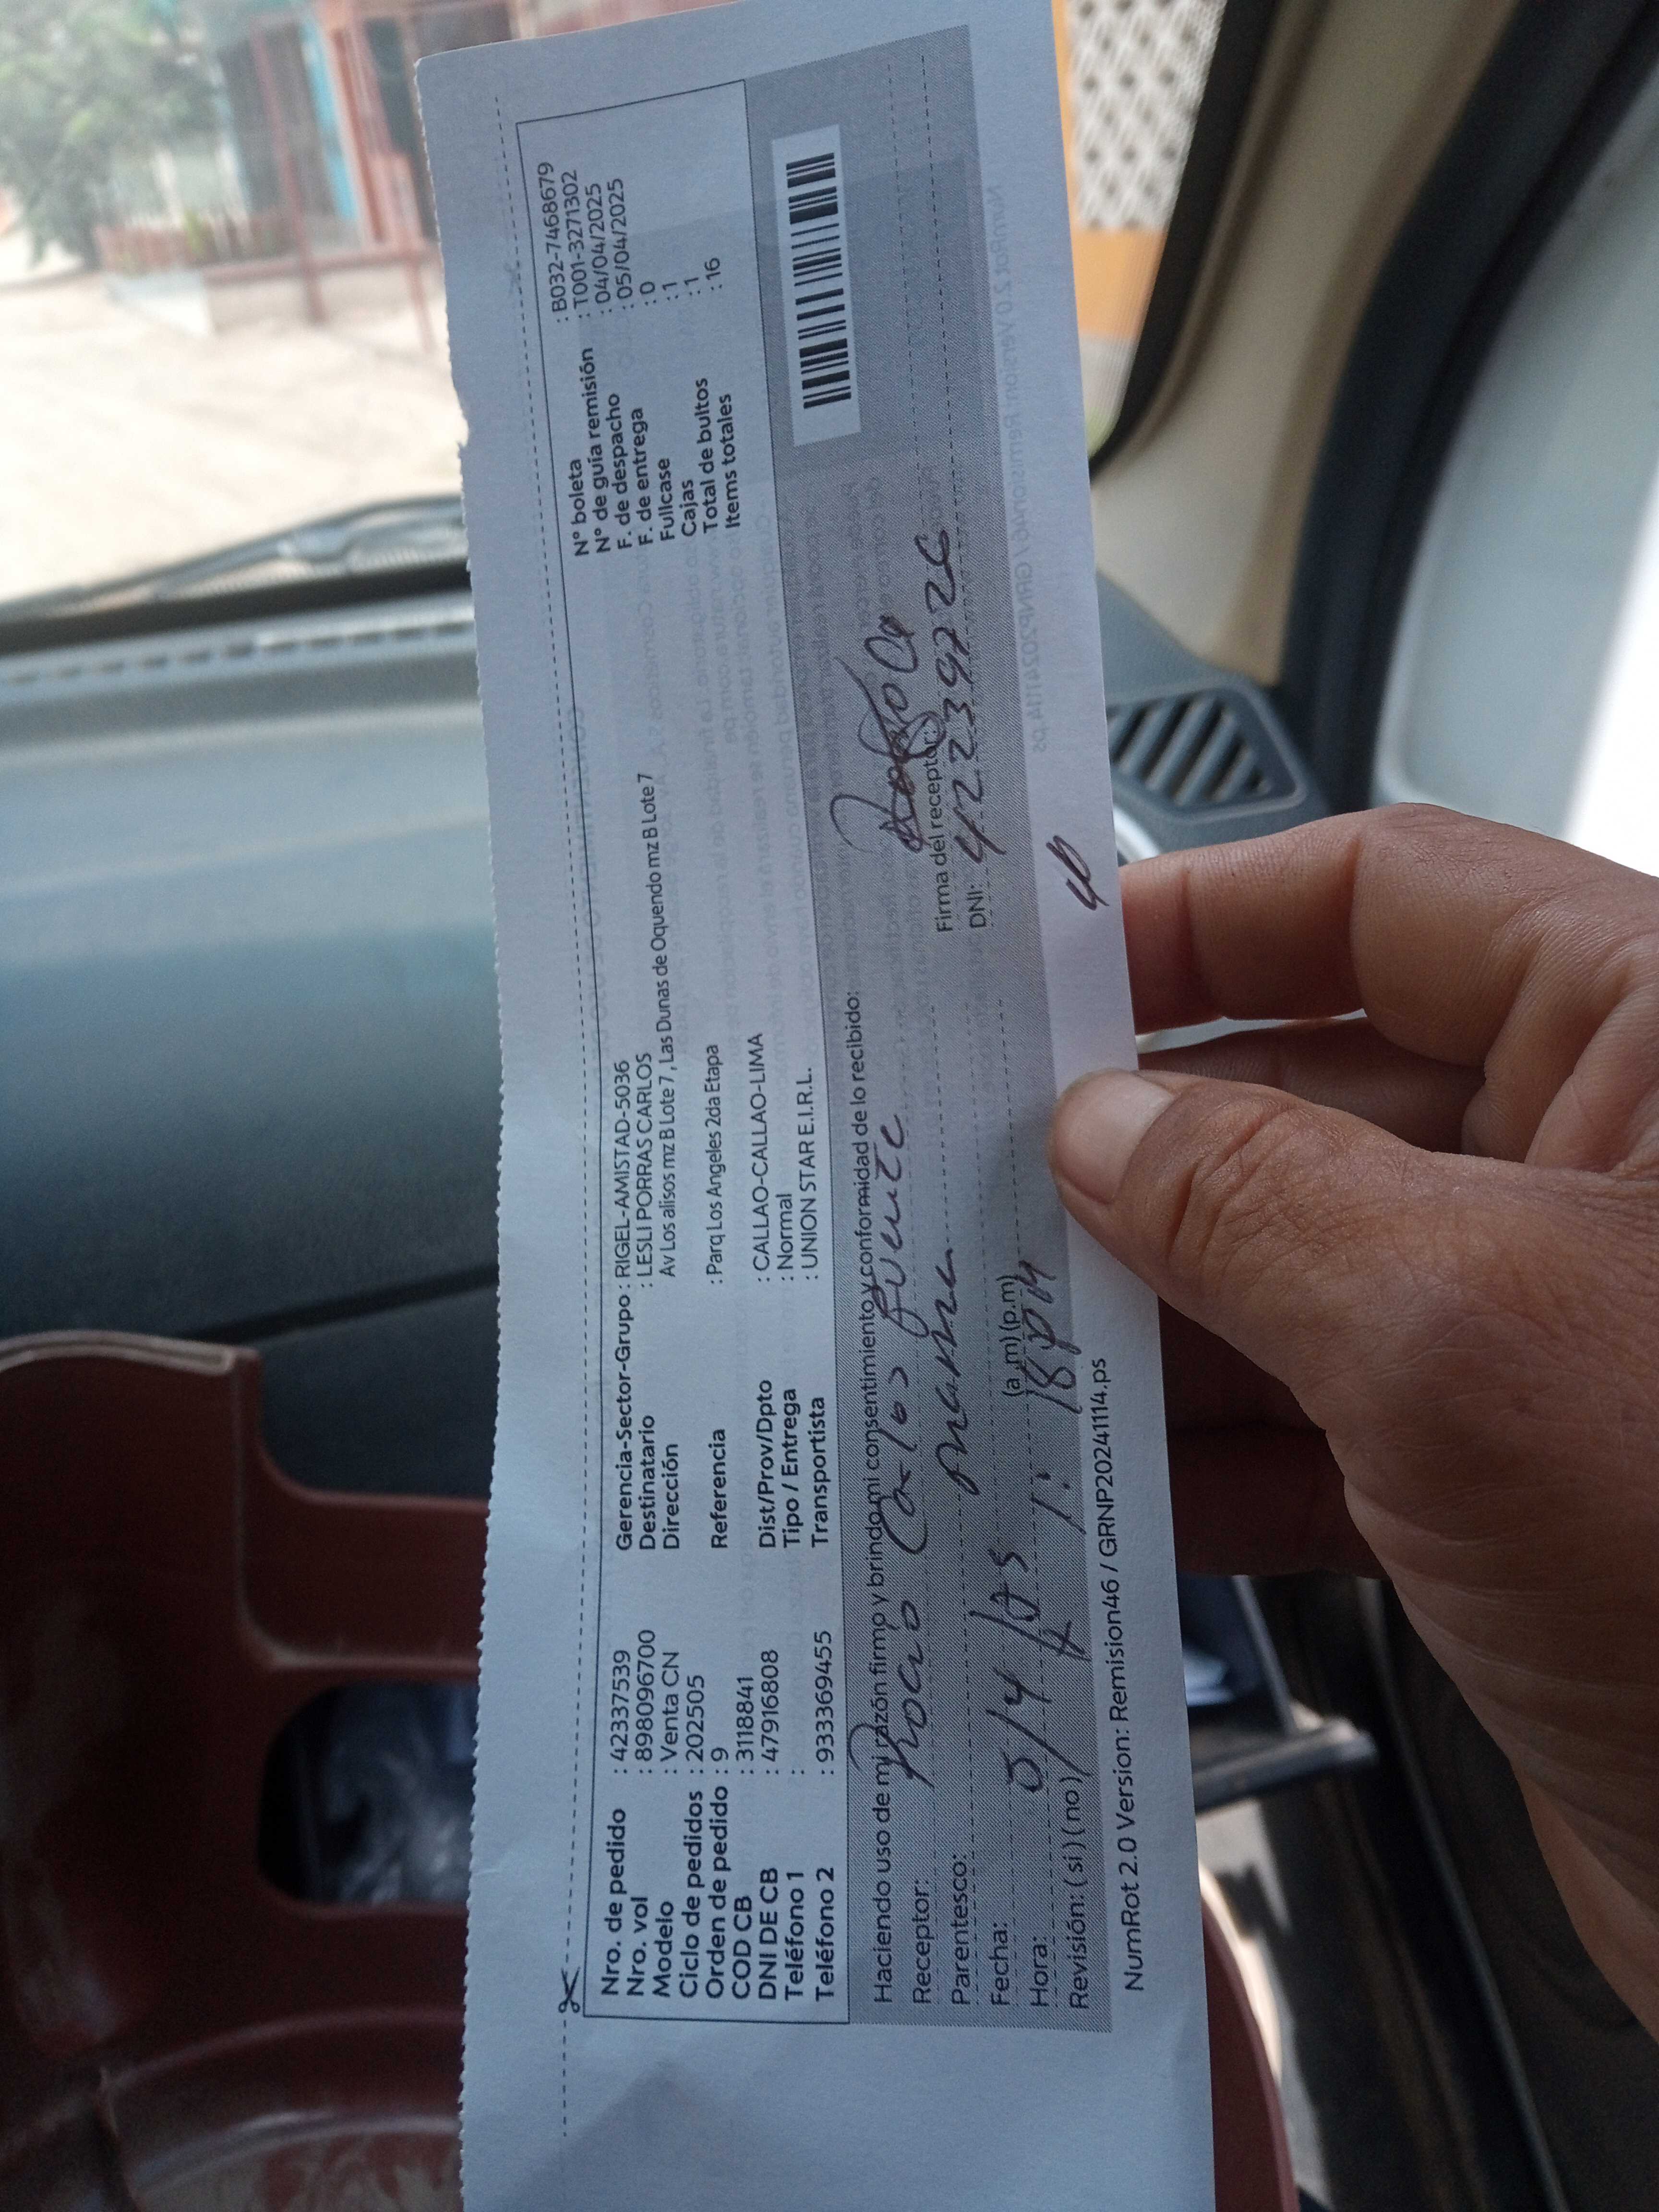 Nro. de pedido : 42337539
Nro. vol : 898096700
Modelo : Venta CN
Ciclo de pedidos : 202505
Orden de pedido : 9
COD CB : 3118841
DNI DE CB : 47916808
Teléfono 1 :
Teléfono 2 : 933369455
Gerencia-Sector-Grupo : RIGEL-AMISTAD-5036
Destinatario : LESLI PORRAS CARLOS
Dirección Av Los alisos mz B Lote 7, Las Dunas de Oquendo mz B Lote 7
Referencia : Parq Los Angeles 2da Etapa
Dist/Prov/Dpto : CALLAO-CALLAO-LIMA
Tipo / Entrega : Normal
Transportista : UNION STAR E.I.R.L.
N° boleta : B032-7468679
N° de guía remisión : T001-3271302
F. de despacho : 04/04/2025
F. de entrega : 05/04/2025
Fullcase : 0
Cajas : 1
Total de bultos : 1
Items totales : 16
Haciendo uso de mi razón firmo y brindo mi consentimiento y conformidad de lo recibido:
Receptor: Rocio Carlos Puente
Parentesco: mamá
Fecha: 5/4/25
Hora: 1:18 pm (a.m) (p.m)
Revisión: ( si ) ( no )
Firma del receptor:
DNI: 42239726
NumRot 2.0 Version: Remision46 / GRNP20241114.ps